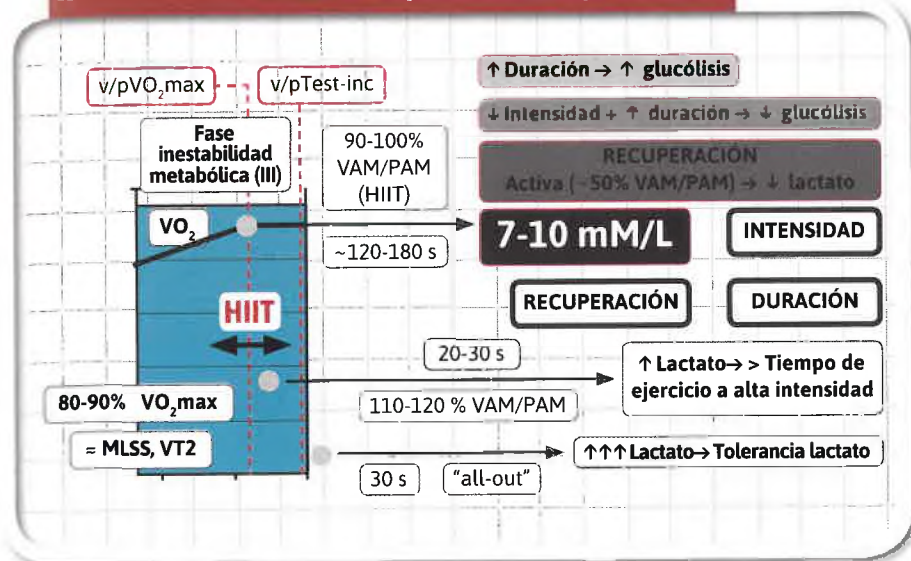 v/pVO₂max
v/pTest-inc
↑ Duración → ↑ glucólisis
↓ Intensidad + ↑ duración → ↓ glucólisis
RECUPERACIÓN
Activa (~50% VAM/PAM) → ↓ lactato
Fase
inestabilidad
metabólica (III)
90-100%
VAM/PAM
(HIIT)
VO₂
~120-180 s
7-10 mM/L
INTENSIDAD
RECUPERACIÓN
DURACIÓN
HIIT
20-30 s
110-120 % VAM/PAM
↑ Lactato→ > Tiempo de
ejercicio a alta intensidad
80-90% VO₂max
≈ MLSS, VT2
30 s
"all-out"
↑↑↑ Lactato→ Tolerancia lactato